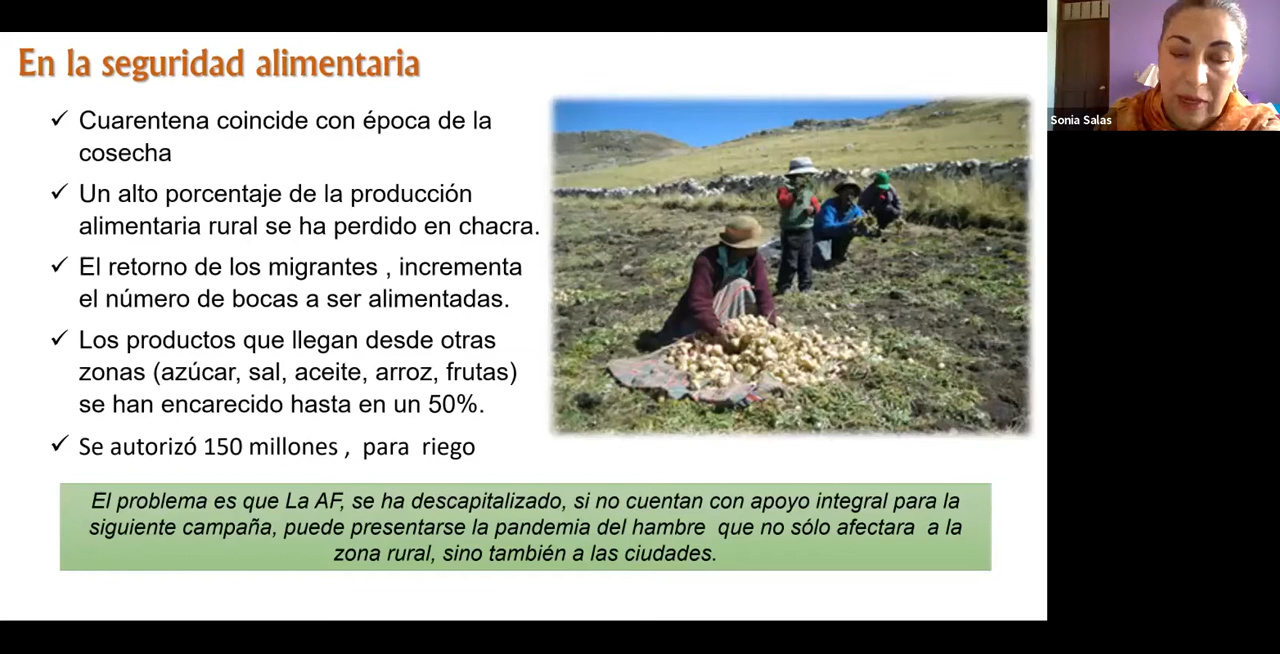 En la seguridad alimentaria
✓ Cuarentena coincide con época de la
cosecha
✓ Un alto porcentaje de la producción
alimentaria rural se ha perdido en chacra.
✓ El retorno de los migrantes , incrementa
el número de bocas a ser alimentadas.
✓ Los productos que llegan desde otras
zonas (azúcar, sal, aceite, arroz, frutas)
se han encarecido hasta en un 50%.
✓ Se autorizó 150 millones , para riego
El problema es que La AF, se ha descapitalizado, si no cuentan con apoyo integral para la
siguiente campaña, puede presentarse la pandemia del hambre que no sólo afectara a la
zona rural, sino también a las ciudades.
Sonia Salas